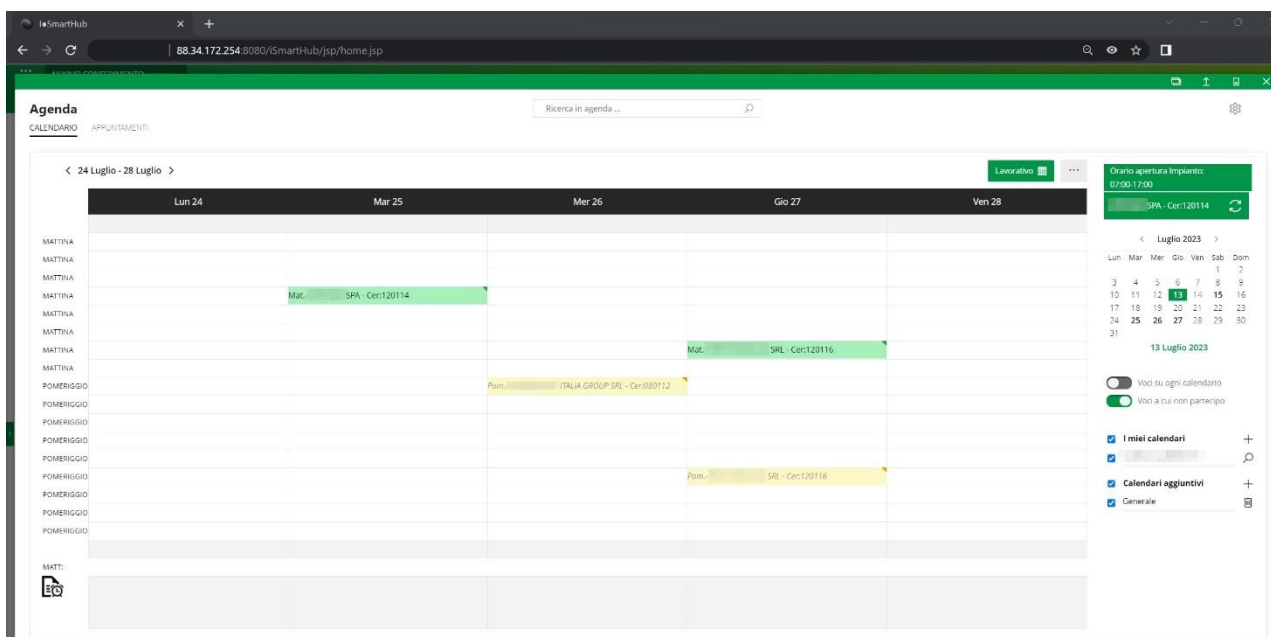 I•SmartHub
88.34.172.254:8080/iSmartHub/jsp/home.jsp
NUOVO CONFERIMENTO
Agenda
Ricerca in agenda ...
CALENDARIO APPUNTAMENTI
24 Luglio - 28 Luglio
Lavorativo
Lun 24 Mar 25 Mer 26 Gio 27 Ven 28
MATTINA
MATTINA
MATTINA
MATTINA
Mat.- SPA - Cer:120114
MATTINA
MATTINA
MATTINA
Mat. SRL - Cer:120116
MATTINA
POMERIGGIO
Pom. ITALIA GROUP SRL - Cer:080112
POMERIGGIO
POMERIGGIO
POMERIGGIO
POMERIGGIO
POMERIGGIO
Pom.- SRL - Cer:120116
POMERIGGIO
POMERIGGIO
POMERIGGIO
MATT:
Orario apertura Impianto:
07:00-17:00
SPA - Cer:120114
Luglio 2023
Lun Mar Mer Gio Ven Sab Dom
1 2
3 4 5 6 7 8 9
10 11 12 13 14 15 16
17 18 19 20 21 22 23
24 25 26 27 28 29 30
31
13 Luglio 2023
Voci su ogni calendario
Voci a cui non partecipo
I miei calendari
Calendari aggiuntivi
Generale